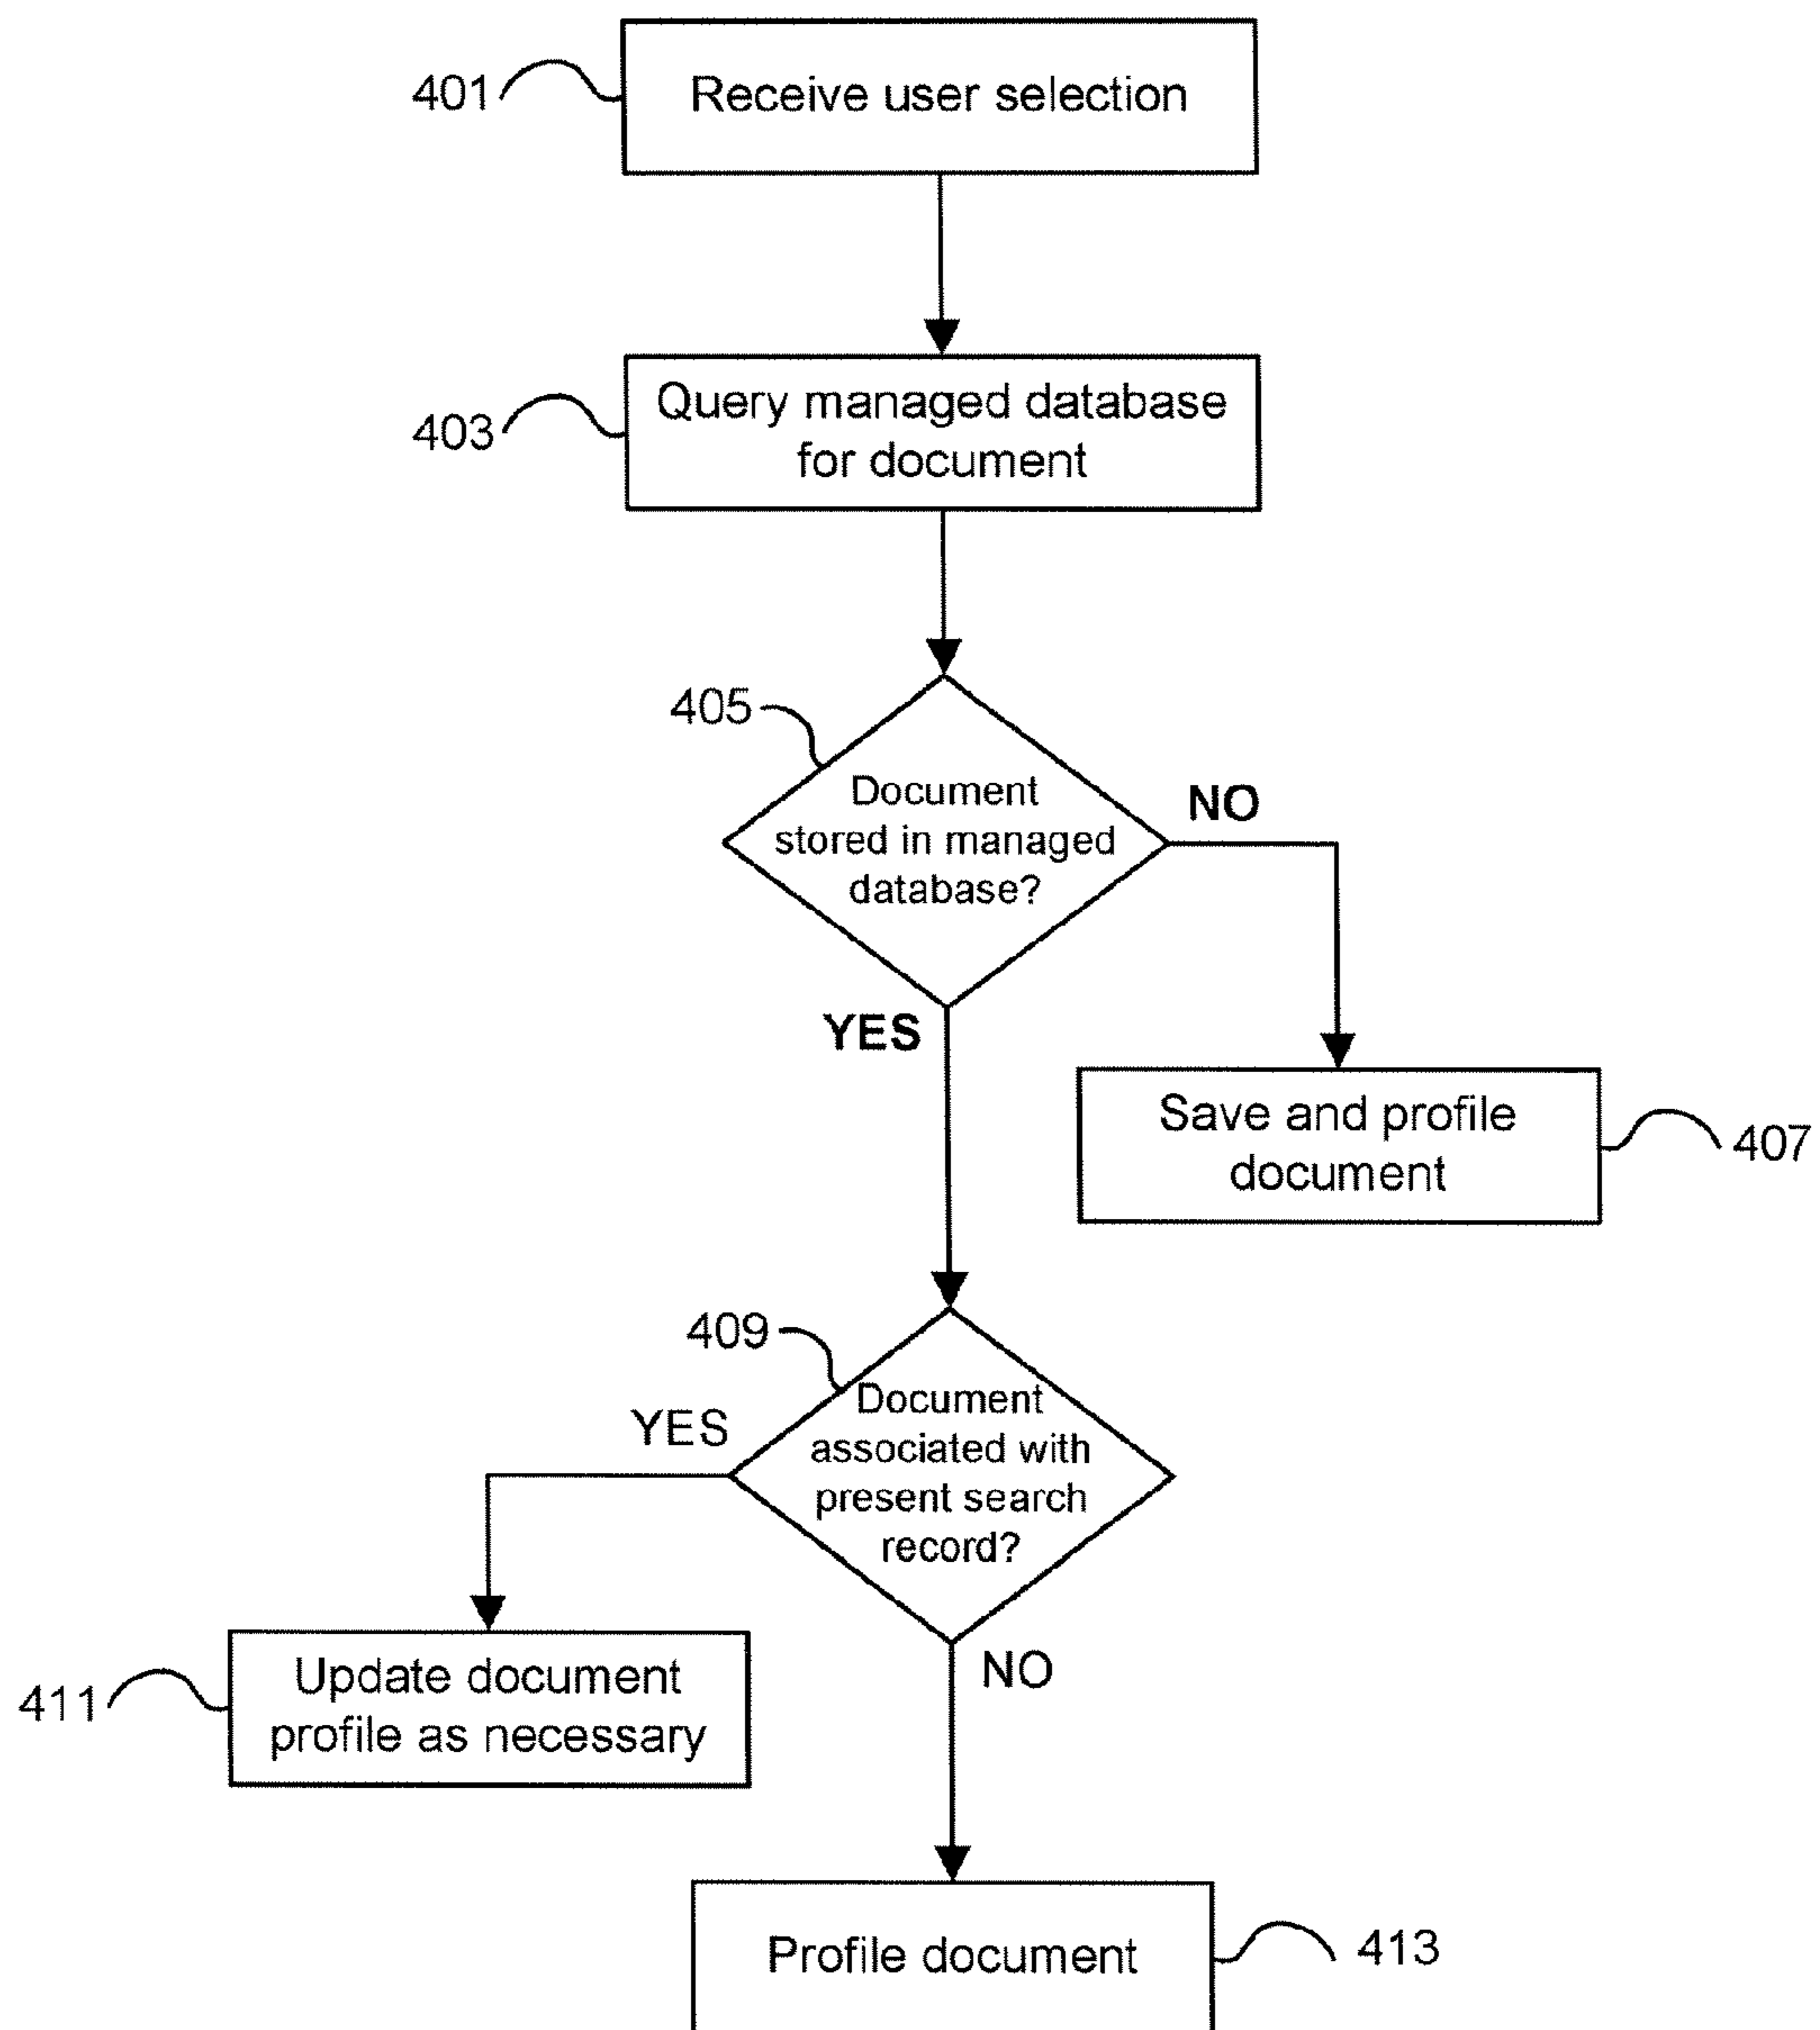 401
Receive user selection
403
Query managed database
for document
405
Document
stored in managed
database?
NO
YES
Save and profile
document
407
409
Document
associated with
present search
record?
YES
NO
411
Update document
profile as necessary
Profile document
413